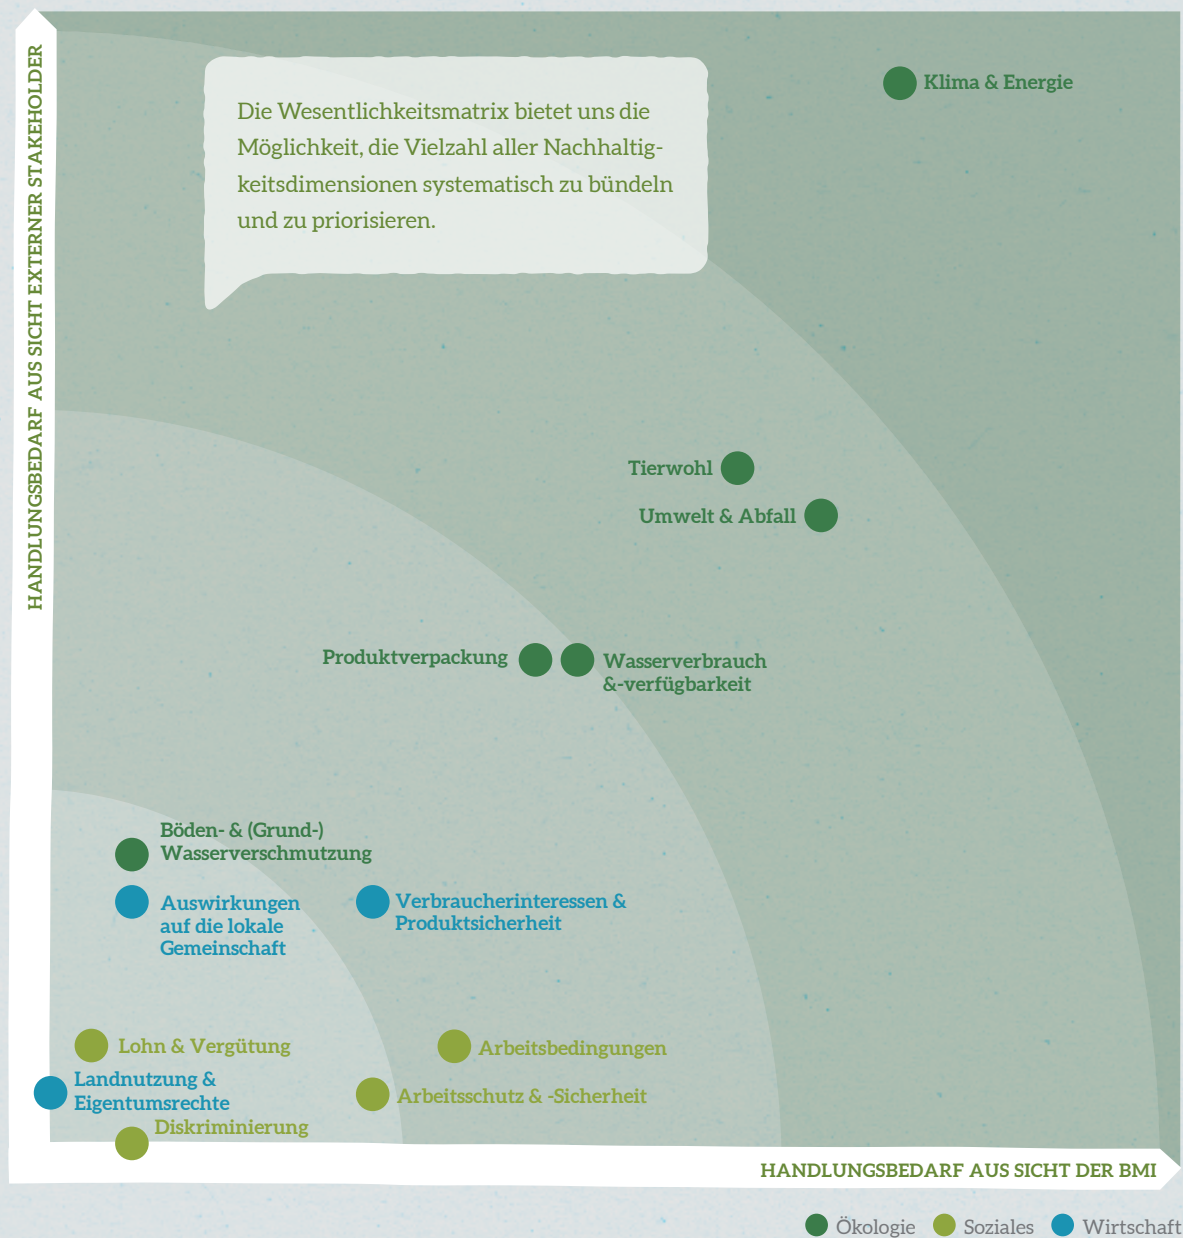 HANDLUNGSBEDARF AUS SICHT EXTERNER STAKEHOLDER
Die Wesentlichkeitsmatrix bietet uns die
Möglichkeit, die Vielzahl aller Nachhaltig-
keitsdimensionen systematisch zu bündeln
und zu priorisieren.
Klima & Energie
Tierwohl
Umwelt & Abfall
Produktverpackung
Wasserverbrauch
&-verfügbarkeit
Böden- & (Grund-)
Wasserverschmutzung
Auswirkungen
auf die lokale
Gemeinschaft
Verbraucherinteressen &
Produktsicherheit
Lohn & Vergütung
Arbeitsbedingungen
Landnutzung &
Eigentumsrechte
Arbeitsschutz & -Sicherheit
Diskriminierung
HANDLUNGSBEDARF AUS SICHT DER BMI
Ökologie Soziales Wirtschaft